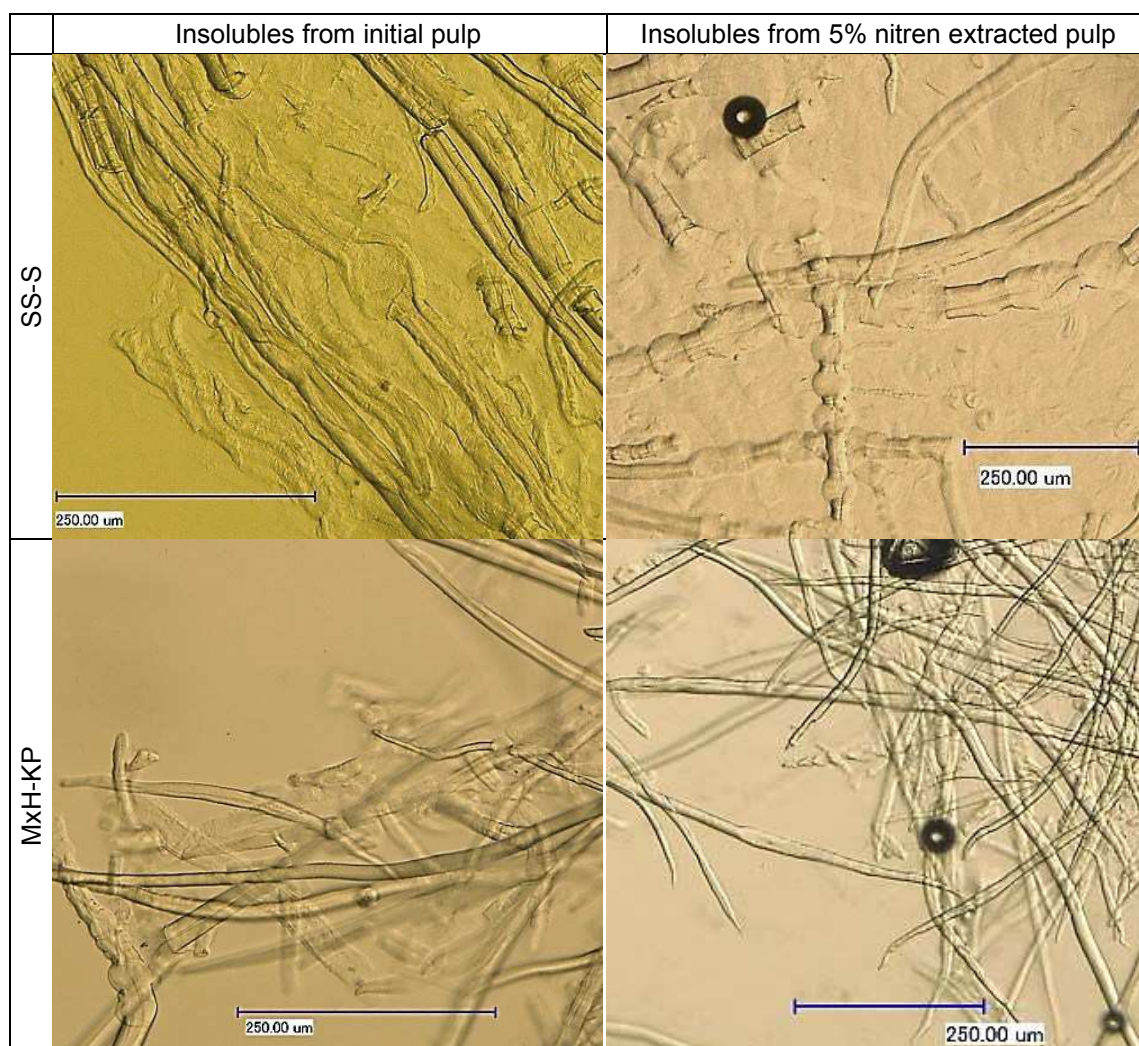 Insolubles from initial pulp
Insolubles from 5% nitren extracted pulp
SS-S
250.00 um
250.00 um
MxH-KP
250.00 um
250.00 um